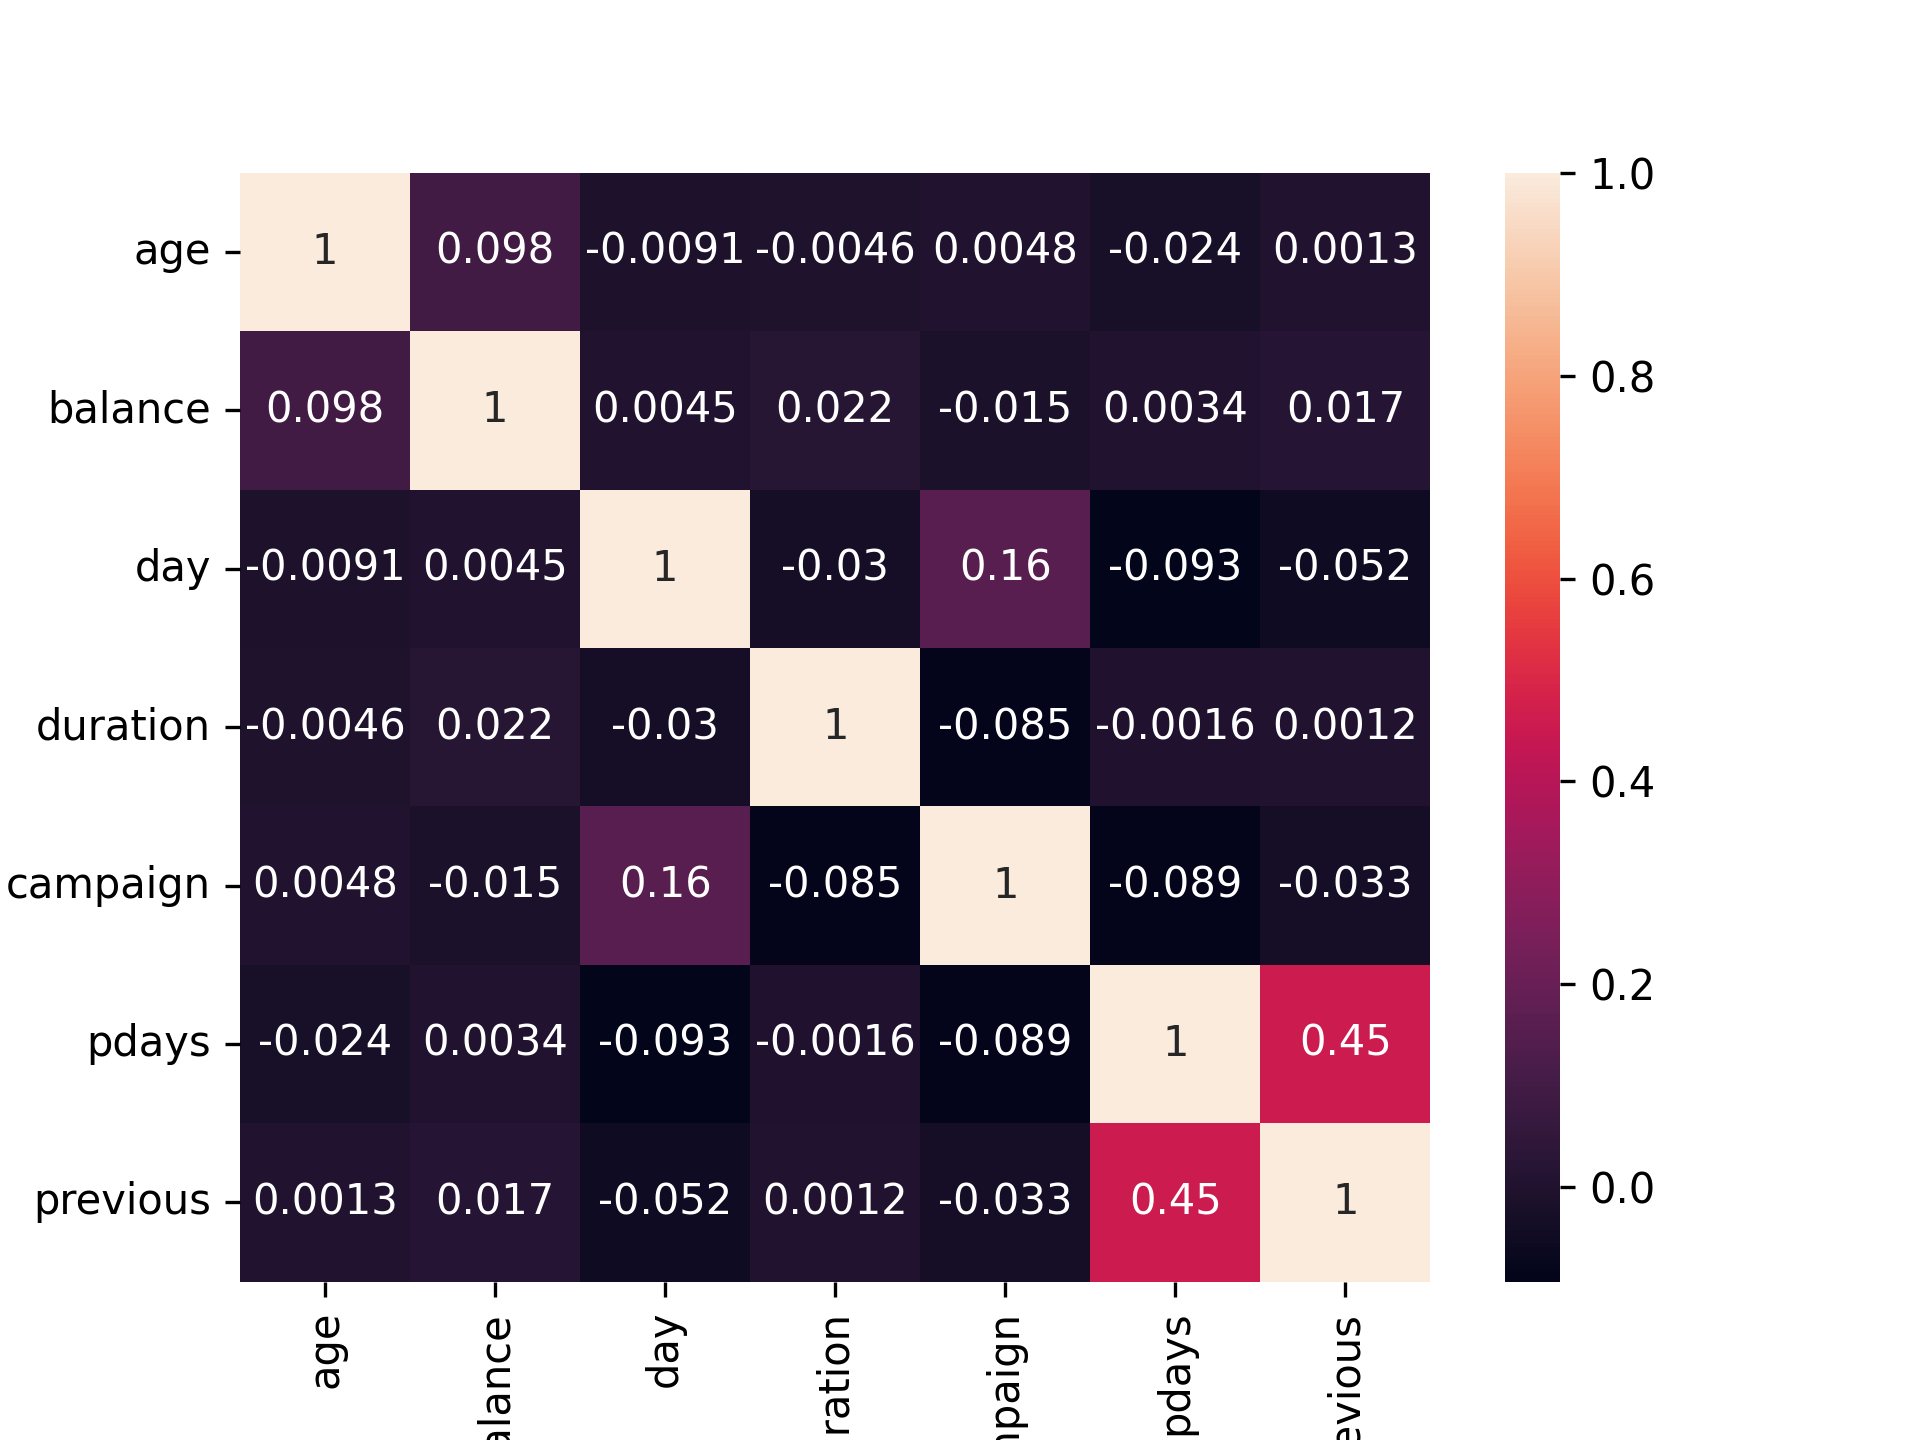 age 1 0.098 -0.0091 -0.0046 0.0048 -0.024 0.0013
balance 0.098 1 0.0045 0.022 -0.015 0.0034 0.017
day -0.0091 0.0045 1 -0.03 0.16 -0.093 -0.052
duration -0.0046 0.022 -0.03 1 -0.085 -0.0016 0.0012
campaign 0.0048 -0.015 0.16 -0.085 1 -0.089 -0.033
pdays -0.024 0.0034 -0.093 -0.0016 -0.089 1 0.45
previous 0.0013 0.017 -0.052 0.0012 -0.033 0.45 1
age alance day ration npaign pdays evious
1.0
0.8
0.6
0.4
0.2
0.0